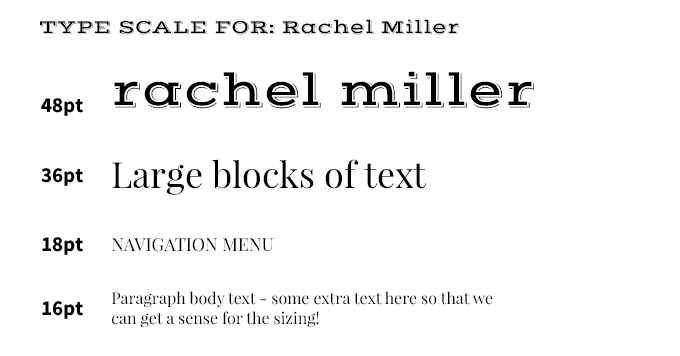 TYPE SCALE FOR: Rachel Miller
48pt rachel miller
36pt Large blocks of text
18pt NAVIGATION MENU
16pt Paragraph body text - some extra text here so that we
can get a sense for the sizing!